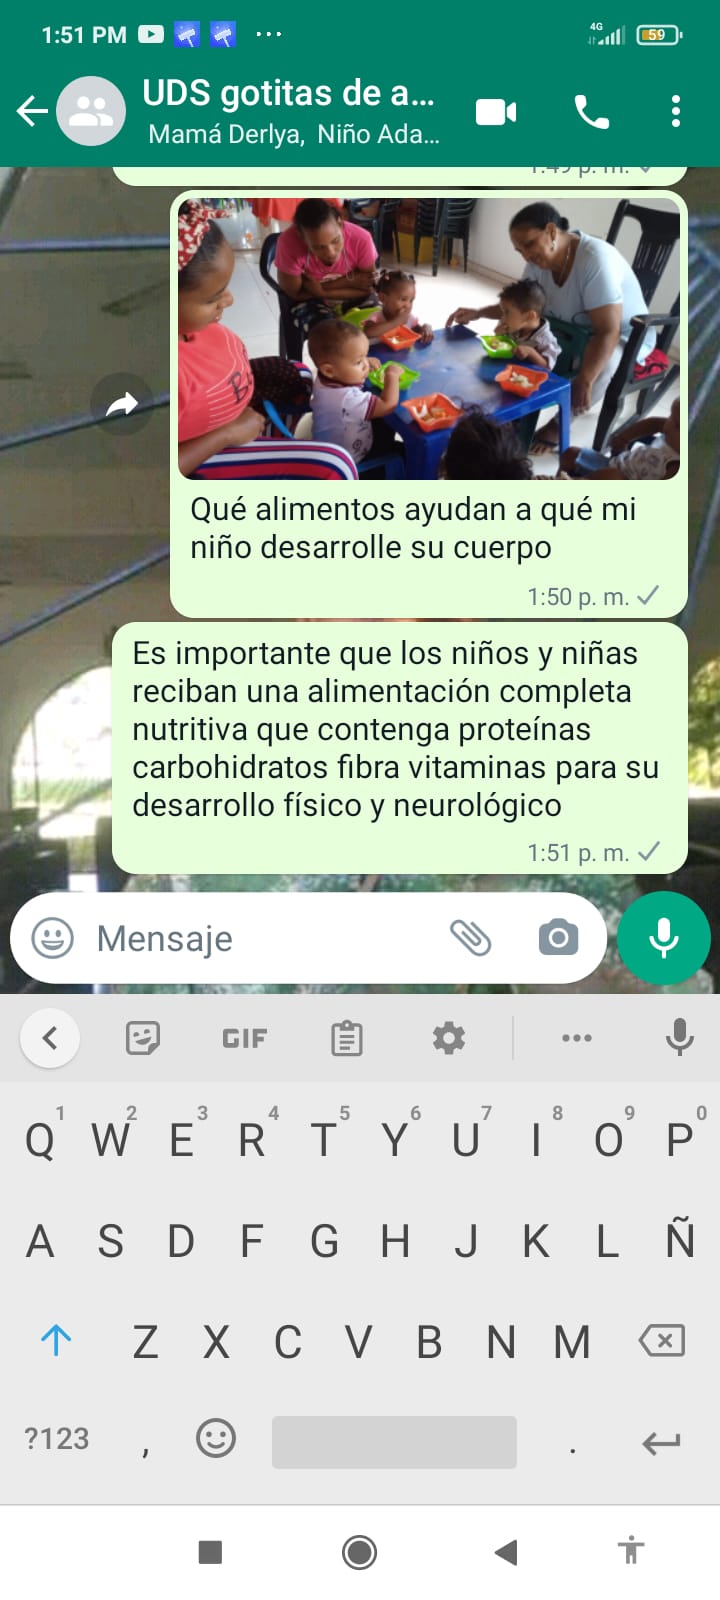 1:51 PM 4G 59
UDS gotitas de a...
Mamá Derlya, Niño Ada...
1:49 p. m.
Qué alimentos ayudan a qué mi
niño desarrolle su cuerpo
1:50 p. m.
Es importante que los niños y niñas
reciban una alimentación completa
nutritiva que contenga proteínas
carbohidratos fibra vitaminas para su
desarrollo físico y neurológico
1:51 p. m.
Mensaje
GIF
1 2 3 4 5 6 7 8 9 0
Q W E R T Y U I O P
A S D F G H J K L Ñ
Z X C V B N M
?123 , .